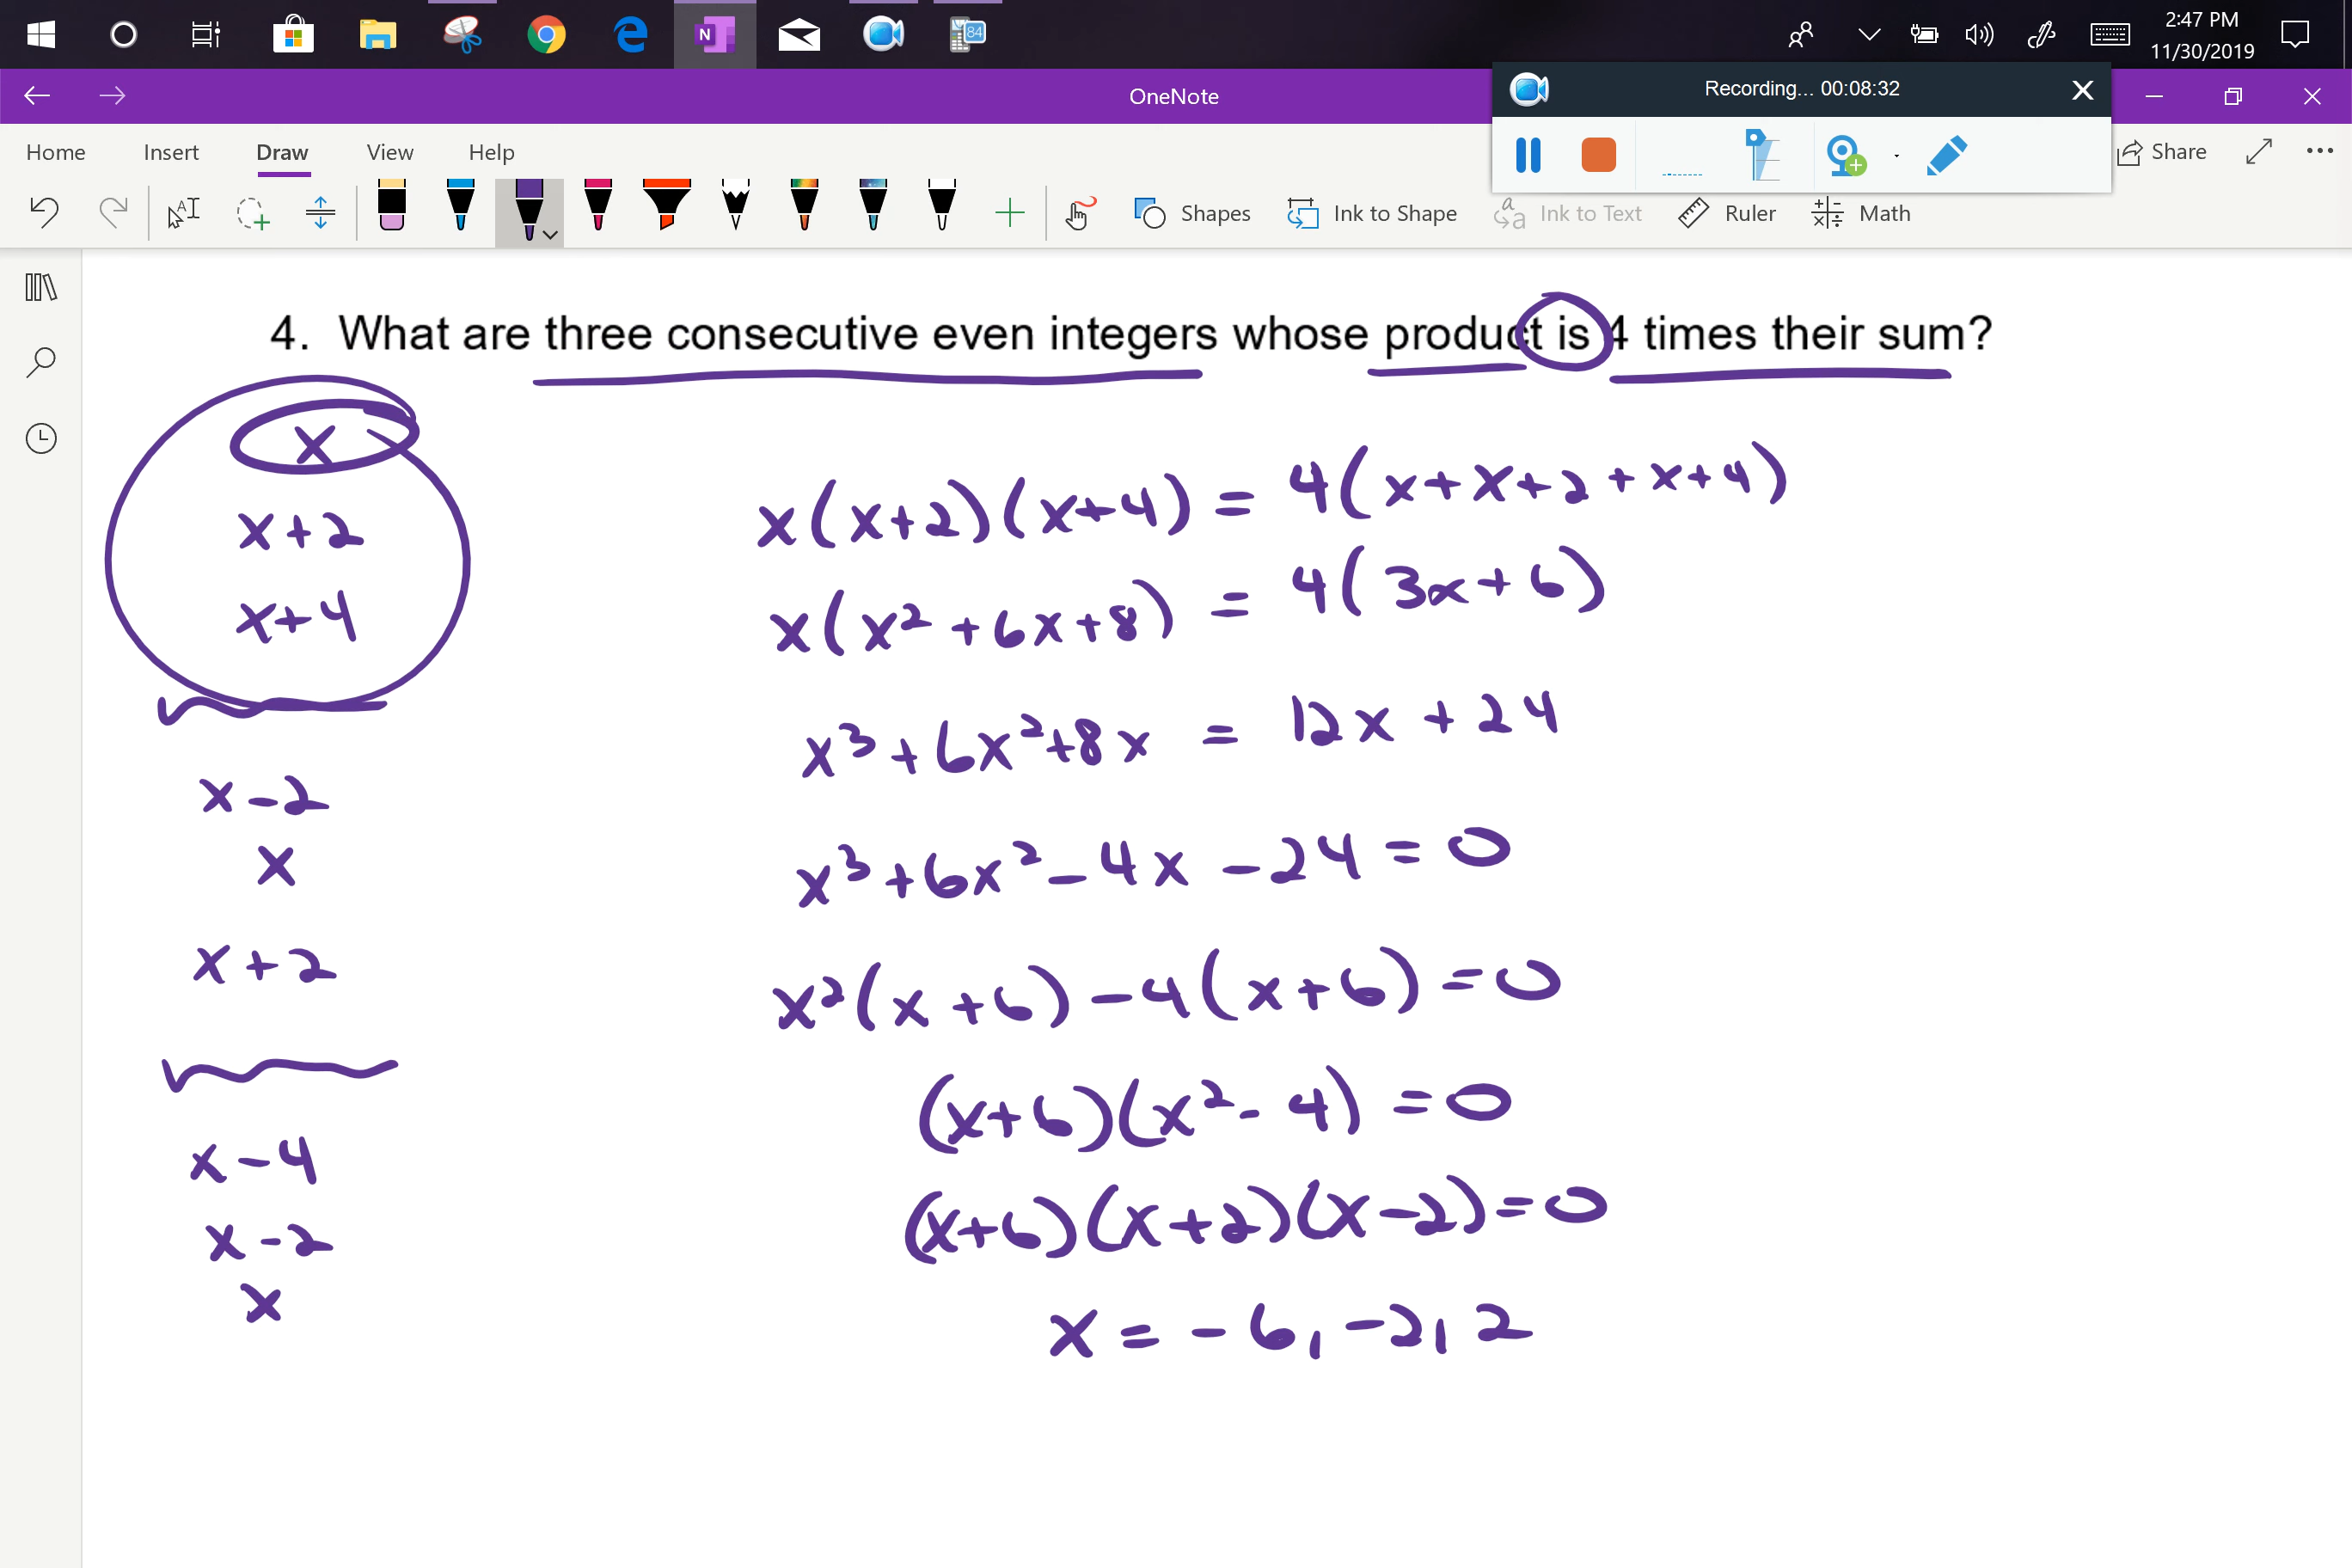 2:47 PM
84
11/30/2019
OneNote
Recording... 00:08:32
Home Insert Draw View Help
Share
Shapes Ink to Shape Ink to Text Ruler Math
4. What are three consecutive even integers whose product is 4 times their sum?
x
x+2
x+4
x-2
x
x+2
x-4
x-2
x
x(x+2)(x+4) = 4(x+x+2+x+4)
x(x²+6x+8) = 4(3x+6)
x³+6x²+8x = 12x+24
x³+6x²-4x-24=0
x²(x+6)-4(x+6)=0
(x+6)(x²-4)=0
(x+6)(x+2)(x-2)=0
x = -6, -2, 2